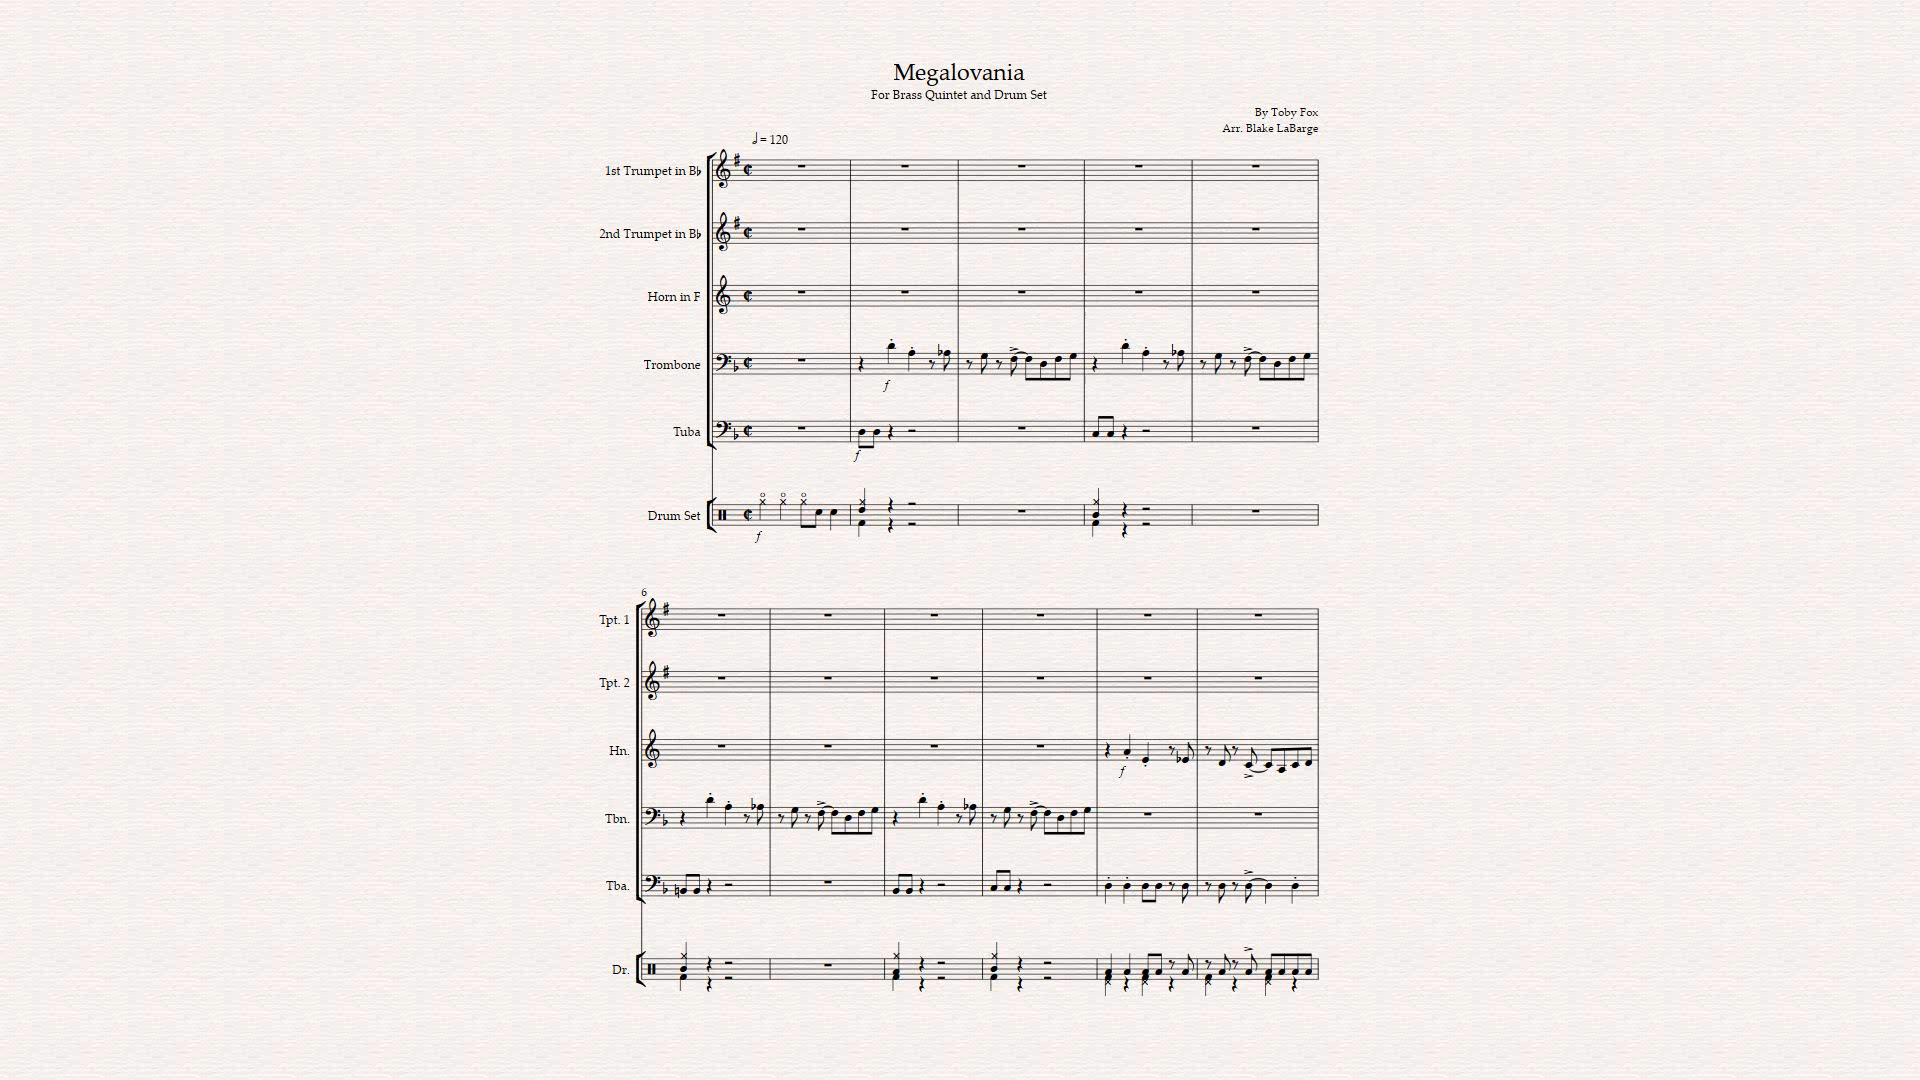 Megalovania
For Brass Quintet and Drum Set
By Toby Fox
Arr. Blake LaBarge
𝅗𝅥 = 120
1st Trumpet in B♭
2nd Trumpet in B♭
Horn in F
Trombone
f
Tuba
f
Drum Set
f
6
Tpt. 1
Tpt. 2
Hn.
f
Tbn.
Tba.
Dr.